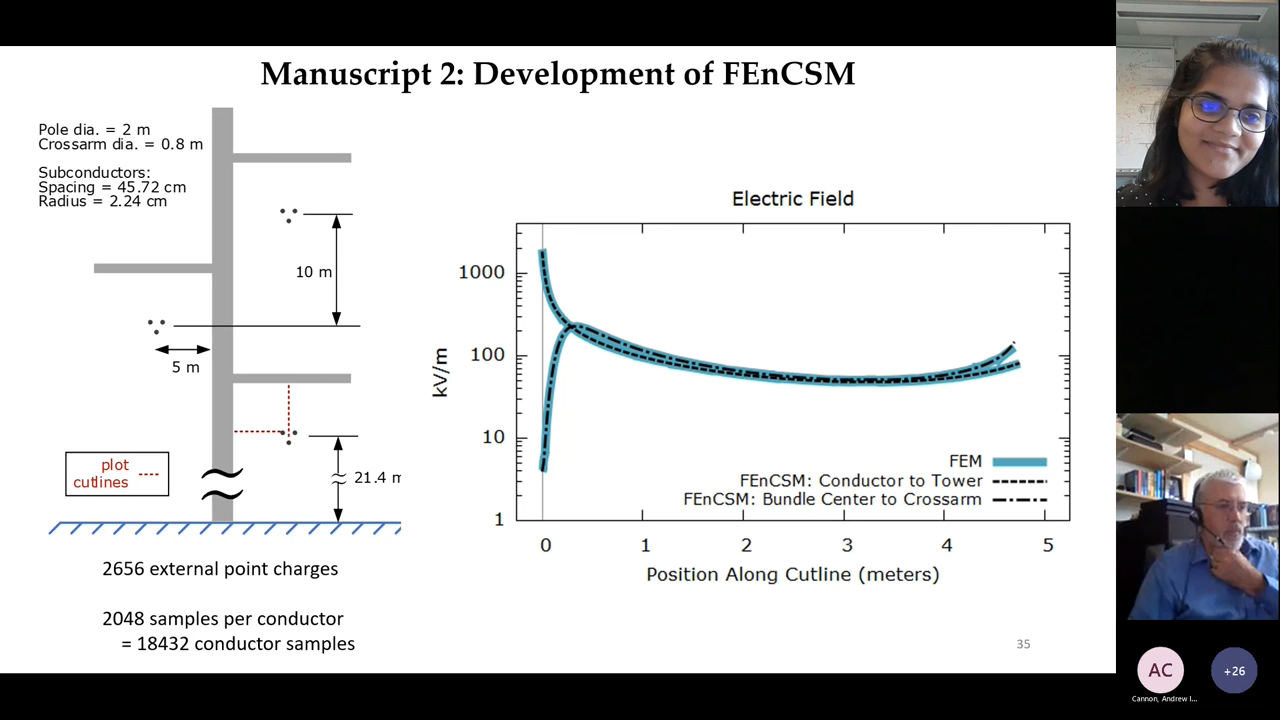 Manuscript 2: Development of FEnCSM
Pole dia. = 2 m
Crossarm dia. = 0.8 m
Subconductors:
Spacing = 45.72 cm
Radius = 2.24 cm
10 m
5 m
plot
cutlines
21.4 m
2656 external point charges
2048 samples per conductor
= 18432 conductor samples
Electric Field
1000
100
10
1
kV/m
FEM
FEnCSM: Conductor to Tower
FEnCSM: Bundle Center to Crossarm
0 1 2 3 4 5
Position Along Cutline (meters)
35
AC
+26
Cannon, Andrew I...